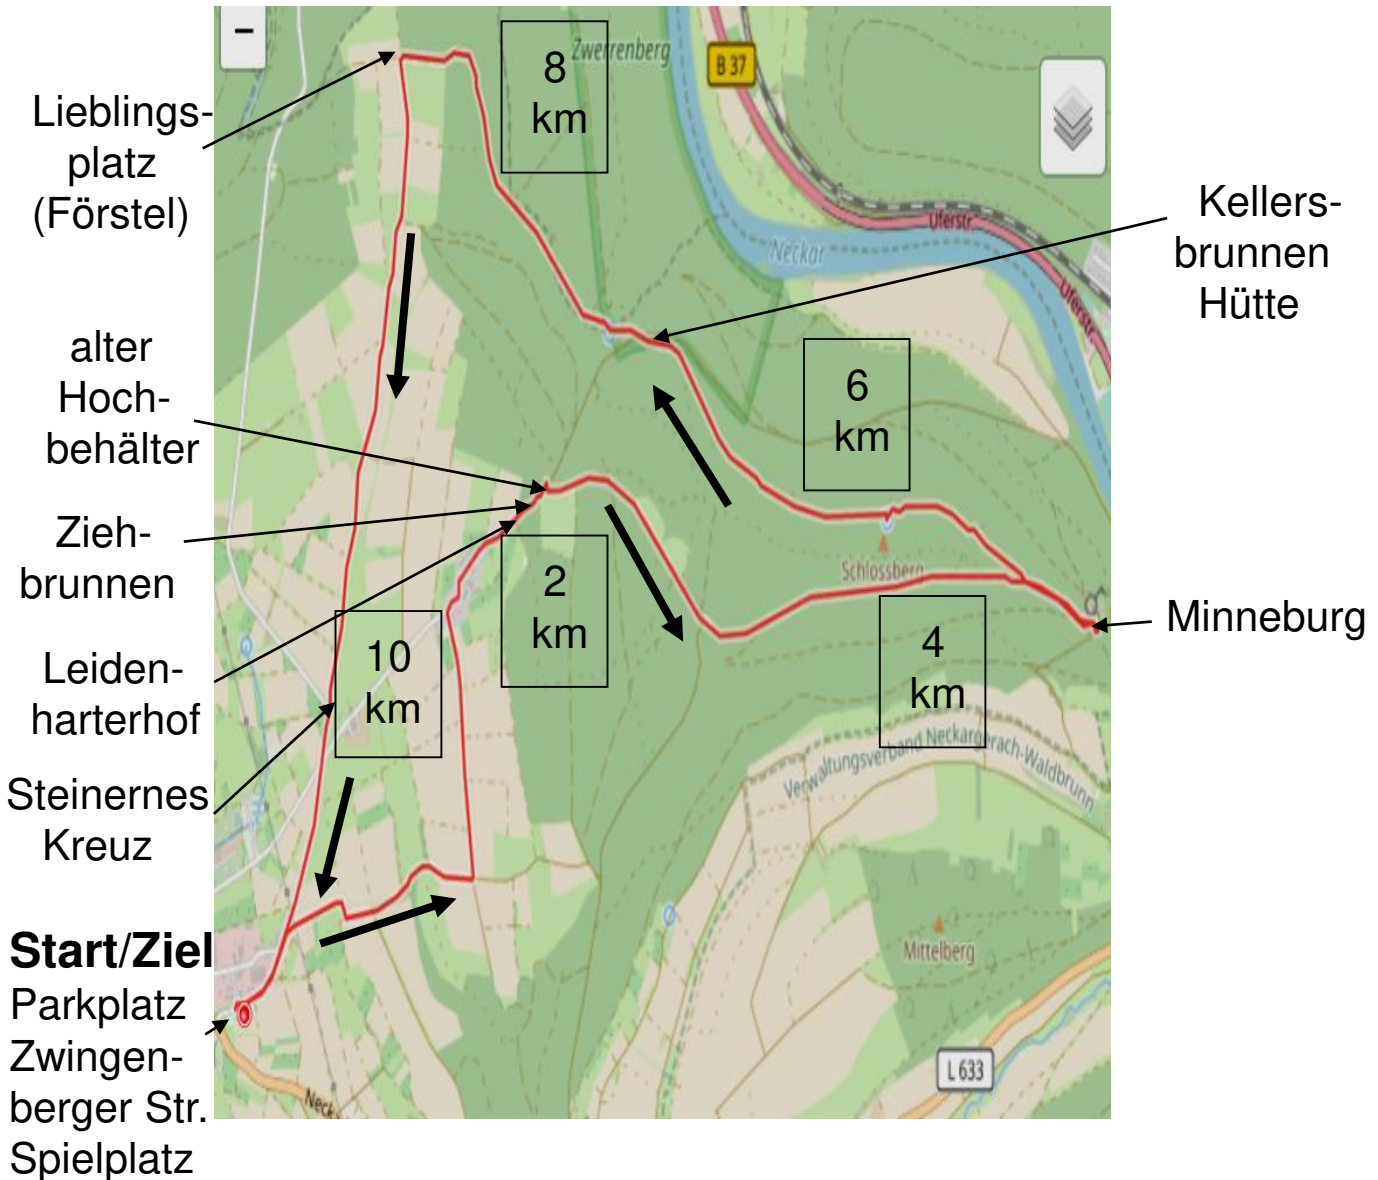 Lieblings-
platz
(Förstel)
8
km
Zwerrenberg
B 37
Kellers-
brunnen
Hütte
Uferstr.
Neckar
Uferstr.
alter
Hoch-
behälter
6
km
Zieh-
brunnen
2
km
Schlossberg
Minneburg
Leiden-
harterhof
10
km
4
km
Verwaltungsverband Neckargerach-Waldbrunn
Steinernes
Kreuz
Mittelberg
Start/Ziel
Parkplatz
Zwingen-
berger Str.
Spielplatz
L 633
Neck